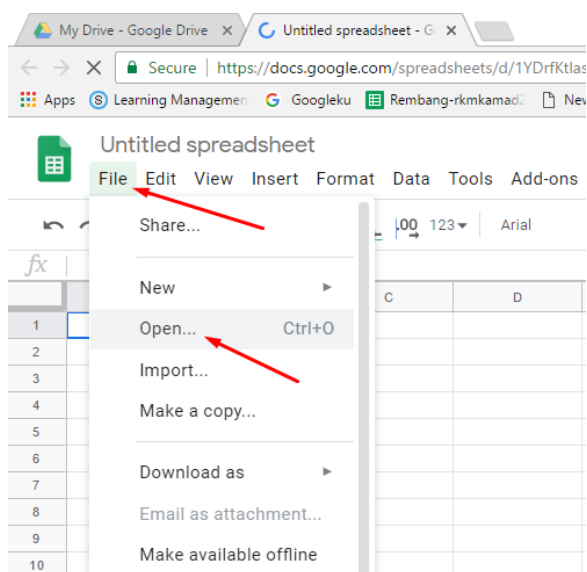 My Drive - Google Drive × Untitled spreadsheet - G ×
Secure | https://docs.google.com/spreadsheets/d/1YDrfKtlas
Apps Learning Managemen Googleku Rembang-rkmkamad2 Nev
Untitled spreadsheet
File Edit View Insert Format Data Tools Add-ons
.00 123 Arial
fx
C D
1
2
3
4
5
6
7
8
9
10
Share...
New
Open... Ctrl+O
Import...
Make a copy...
Download as
Email as attachment...
Make available offline